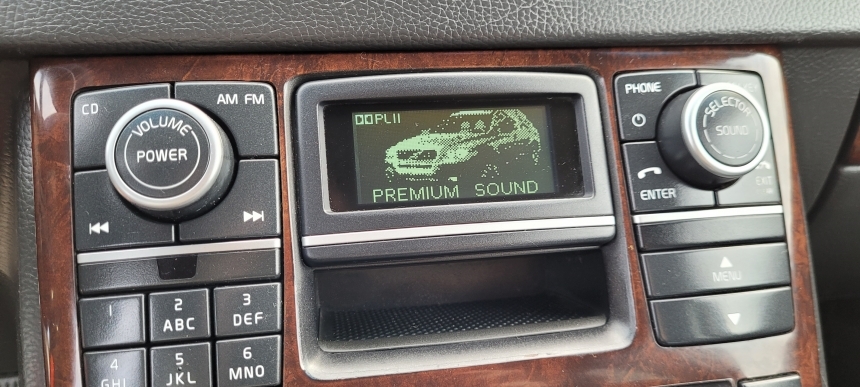 CD
AM FM
VOLUME
POWER
1
2
ABC
3
DEF
4
GHI
5
JKL
6
MNO
PLII
PREMIUM SOUND
PHONE
SELECTOR
SOUND
ENTER
EXIT
MENU